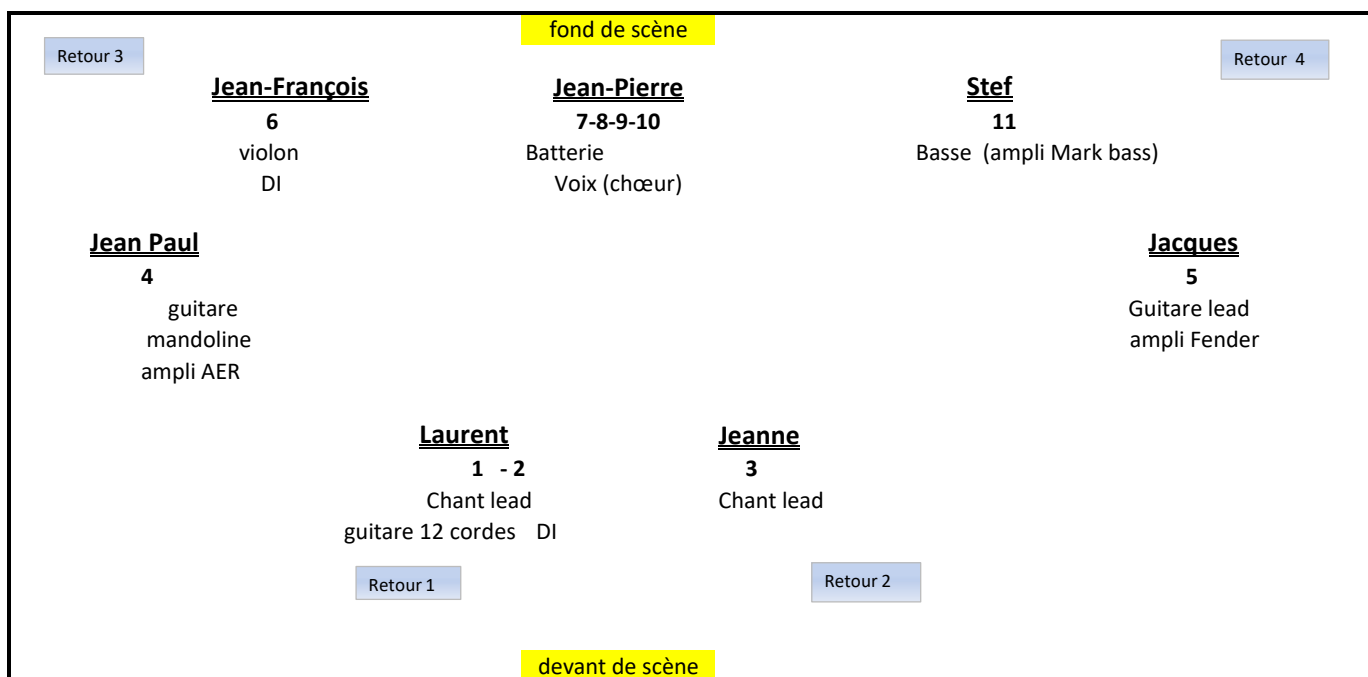 fond de scène
Retour 3
Retour 4
Jean-François
Jean-Pierre
Stef
6
7-8-9-10
11
violon
Batterie
Basse (ampli Mark bass)
DI
Voix (chœur)
Jean Paul
Jacques
4
5
guitare
Guitare lead
mandoline
ampli Fender
ampli AER
Laurent
Jeanne
1 - 2
3
Chant lead
Chant lead
guitare 12 cordes DI
Retour 1
Retour 2
devant de scène